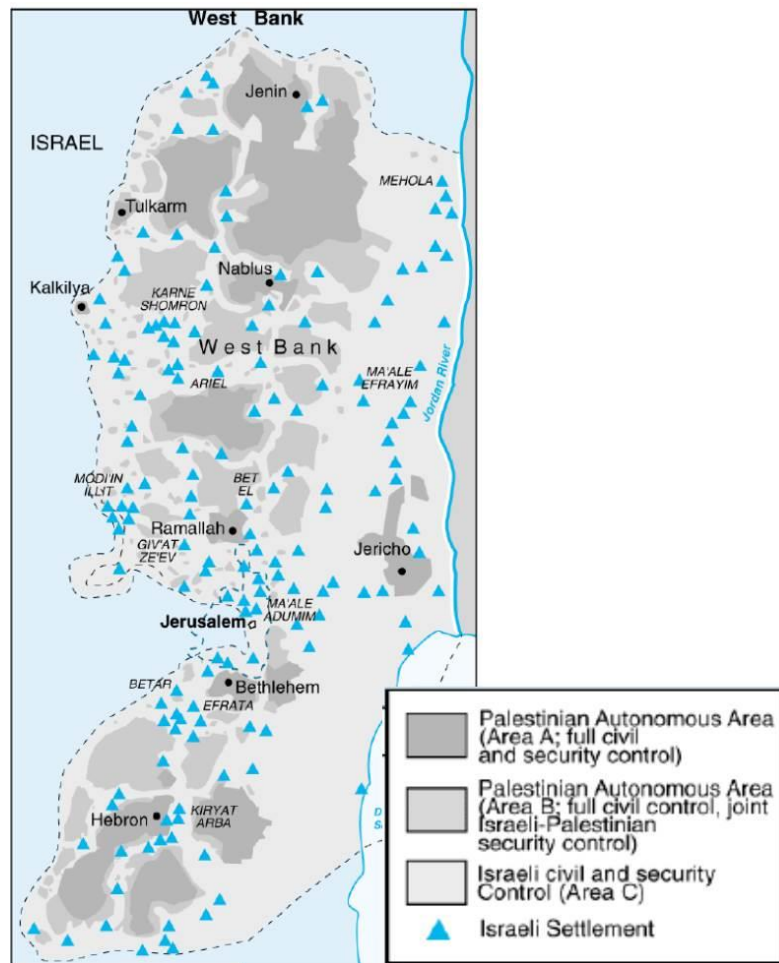 West Bank
Jenin
ISRAEL
MEHOLA
Tulkarm
Nablus
Kalkilya
KARNE
SHOMRON
West Bank
MA'ALE
EFRAYIM
ARIEL
Jordan River
MODI'IN
ILLIT
BET
EL
Ramallah
GIV'AT
ZE'EV
Jericho
MA'ALE
ADUMIM
Jerusalem
BETAR
Bethlehem
EFRATA
KIRYAT
ARBA
Hebron
D
S
Palestinian Autonomous Area
(Area A; full civil
and security control)
Palestinian Autonomous Area
(Area B; full civil control, joint
Israeli-Palestinian
security control)
Israeli civil and security
Control (Area C)
Israeli Settlement